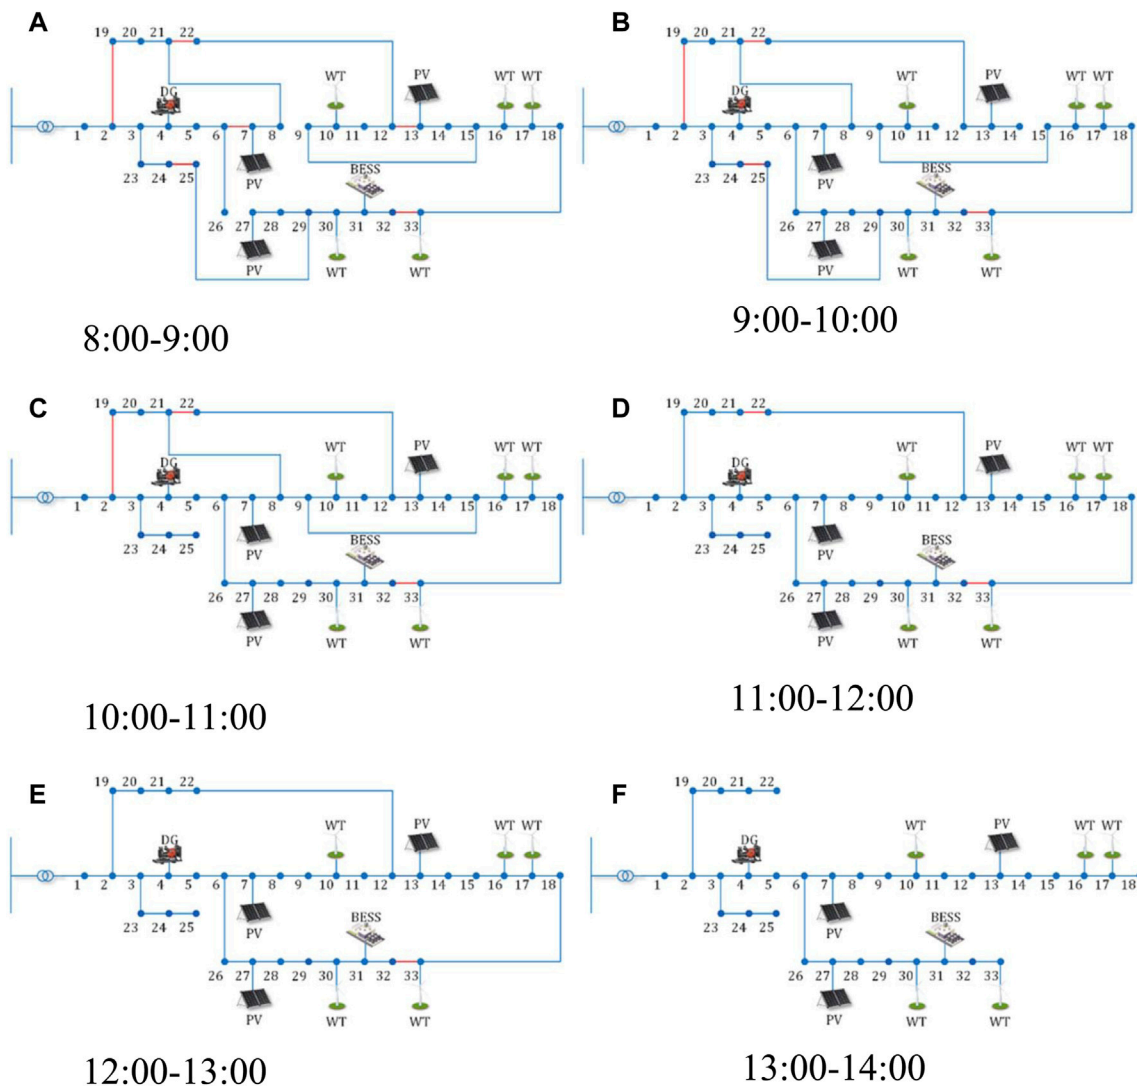 A
19 20 21 22
WT PV WT WT
DG
1 2 3 4 5 6 7 8 9 10 11 12 13 14 15 16 17 18
23 24 25 PV BESS
26 27 28 29 30 31 32 33
PV WT WT
8:00-9:00
B
19 20 21 22
WT PV WT WT
DG
1 2 3 4 5 6 7 8 9 10 11 12 13 14 15 16 17 18
23 24 25 PV BESS
26 27 28 29 30 31 32 33
PV WT WT
9:00-10:00
C
19 20 21 22
WT PV WT WT
DG
1 2 3 4 5 6 7 8 9 10 11 12 13 14 15 16 17 18
23 24 25 PV BESS
26 27 28 29 30 31 32 33
PV WT WT
10:00-11:00
D
19 20 21 22
WT PV WT WT
DG
1 2 3 4 5 6 7 8 9 10 11 12 13 14 15 16 17 18
23 24 25 PV BESS
26 27 28 29 30 31 32 33
PV WT WT
11:00-12:00
E
19 20 21 22
WT PV WT WT
DG
1 2 3 4 5 6 7 8 9 10 11 12 13 14 15 16 17 18
23 24 25 PV BESS
26 27 28 29 30 31 32 33
PV WT WT
12:00-13:00
F
19 20 21 22
WT PV WT WT
DG
1 2 3 4 5 6 7 8 9 10 11 12 13 14 15 16 17 18
23 24 25 PV BESS
26 27 28 29 30 31 32 33
PV WT WT
13:00-14:00